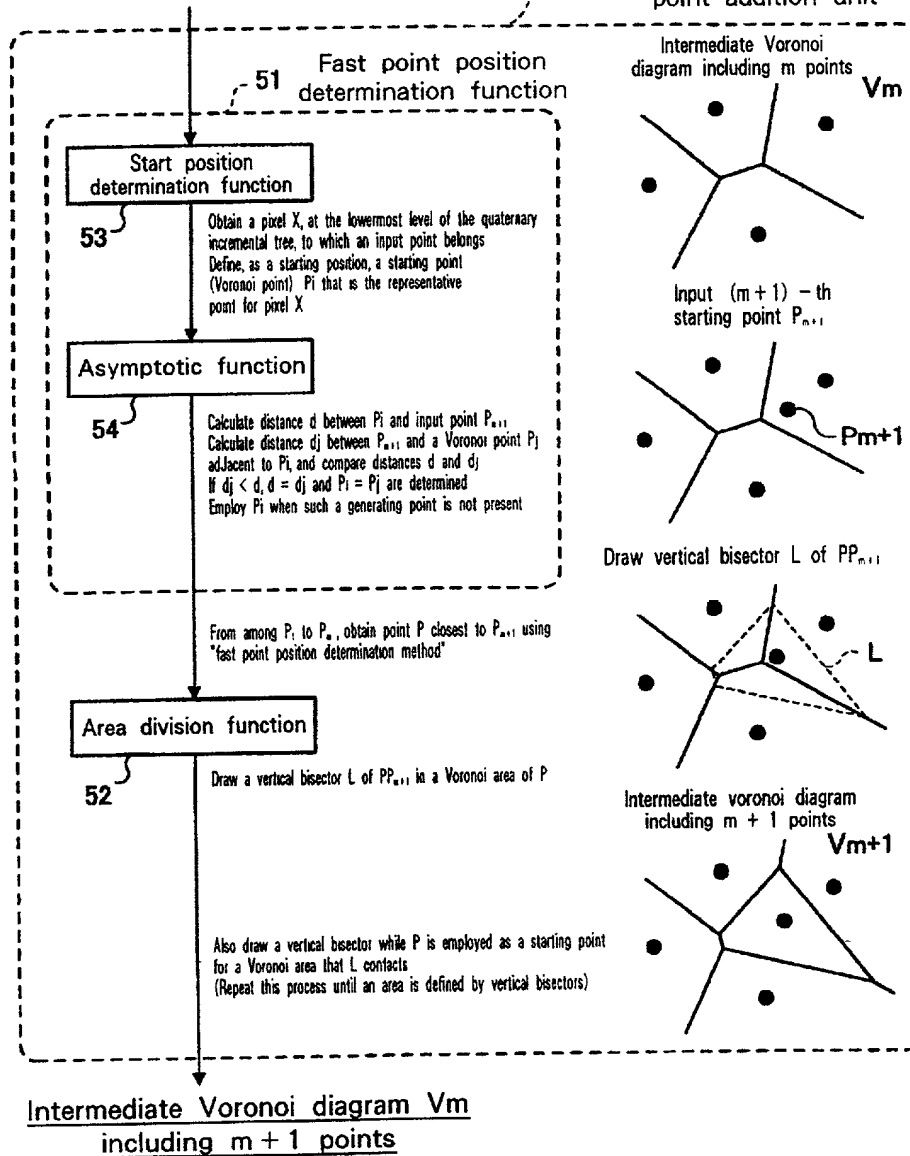 point addition unit
51
Fast point position
determination function
Start position
determination function
53
Obtain a pixel X, at the lowermost level of the quaternary
incremental tree, to which an input point belongs
Define, as a starting position, a starting point
(Voronoi point) Pi that is the representative
point for pixel X
Asymptotic function
54
Calculate distance d between Pi and input point Pm+1
Calculate distance dj between Pm+1 and a Voronoi point Pj
adjacent to Pi, and compare distances d and dj
If dj < d, d = dj and Pi = Pj are determined
Employ Pi when such a generating point is not present
From among P1 to Pm, obtain point P closest to Pm+1 using
"fast point position determination method"
Area division function
52
Draw a vertical bisector L of PPm+1 in a Voronoi area of P
Also draw a vertical bisector while P is employed as a starting point
for a Voronoi area that L contacts
(Repeat this process until an area is defined by vertical bisectors)
Intermediate Voronoi diagram Vm
including m + 1 points
Intermediate Voronoi
diagram including m points
Vm
Input (m + 1) - th
starting point Pm+1
Pm+1
Draw vertical bisector L of PPm+1
L
Intermediate voronoi diagram
including m + 1 points
Vm+1